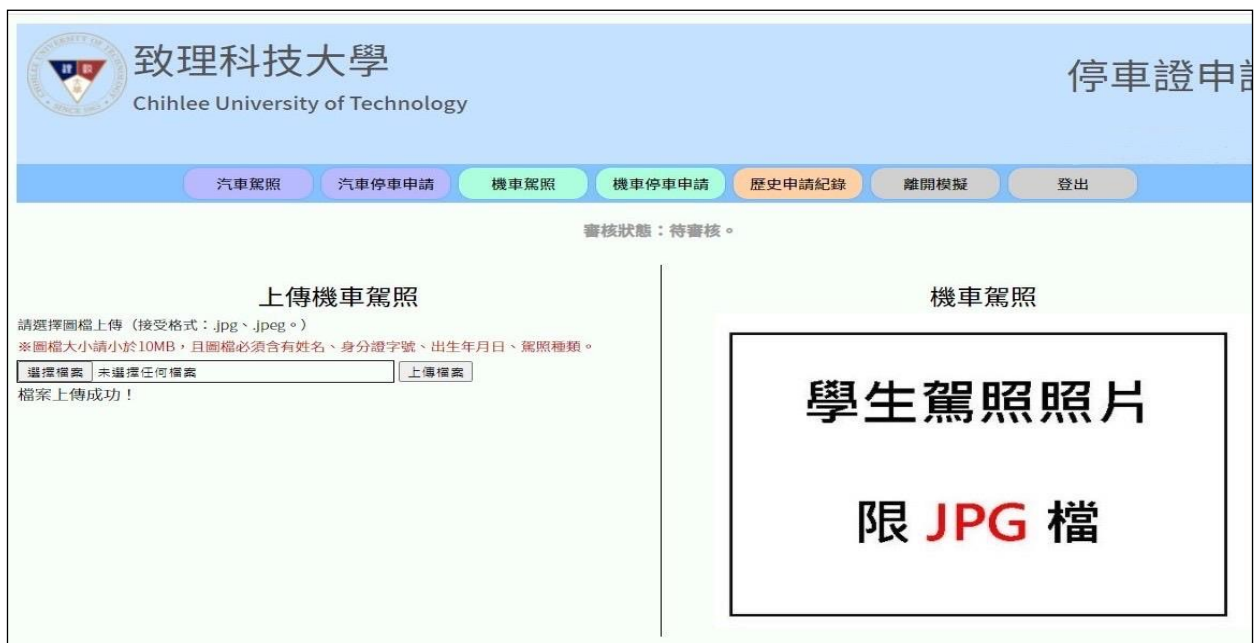 致理科技大學
Chihlee University of Technology
停車證申
汽車駕照
汽車停車申請
機車駕照
機車停車申請
歷史申請紀錄
離開模擬
登出
審核狀態：待審核。
上傳機車駕照
請選擇圖檔上傳（接受格式：.jpg、.jpeg。）
※圖檔大小請小於10MB，且圖檔必須含有姓名、身分證字號、出生年月日、駕照種類。
選擇檔案 未選擇任何檔案 上傳檔案
檔案上傳成功！
機車駕照
學生駕照照片
限 JPG 檔